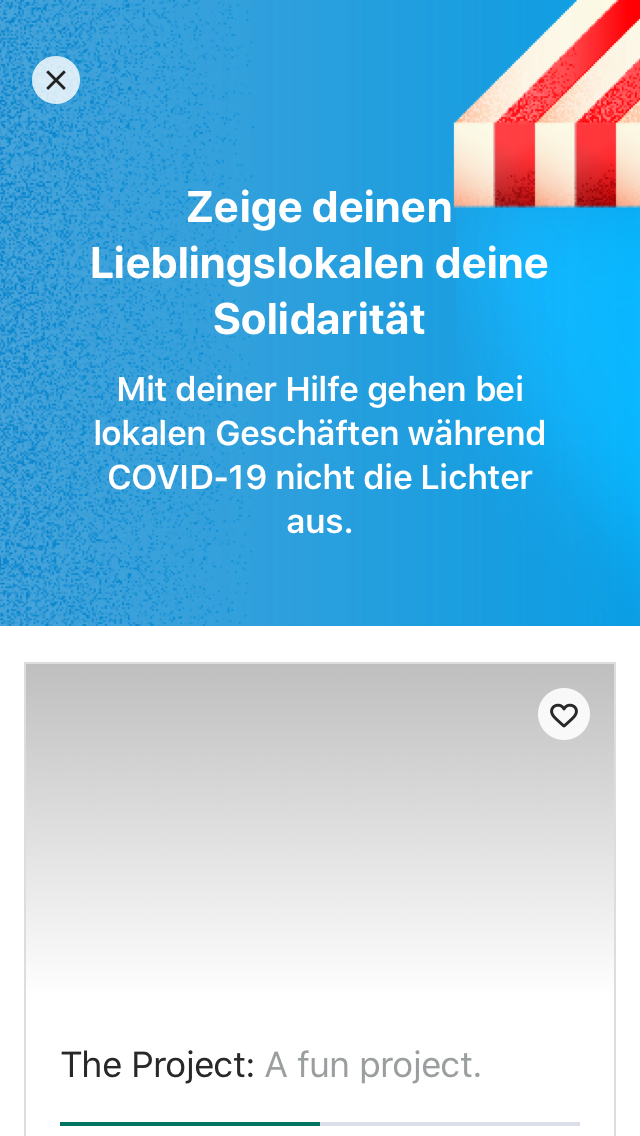 Zeige deinen
Lieblingslokalen deine
Solidarität
Mit deiner Hilfe gehen bei
lokalen Geschäften während
COVID-19 nicht die Lichter
aus.
The Project: A fun project.